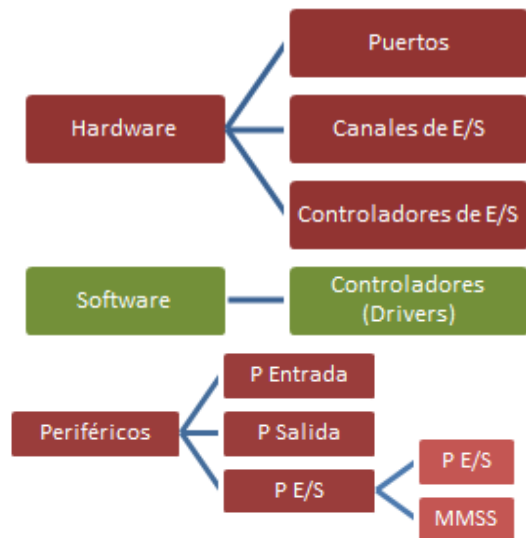 Hardware
Puertos
Canales de E/S
Controladores de E/S
Software
Controladores
(Drivers)
Periféricos
P Entrada
P Salida
P E/S
P E/S
MMSS